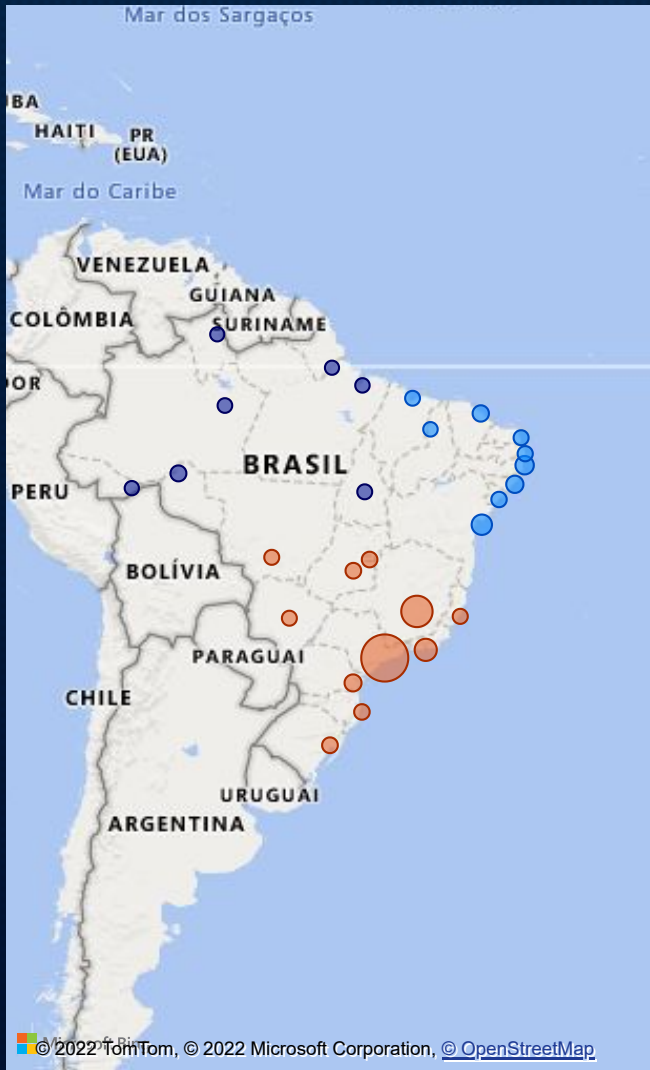 Mar dos Sargaços
HAITI
PR
(EUA)
Mar do Caribe
VENEZUELA
GUIANA
SURINAME
COLÔMBIA
BRASIL
PERU
BOLÍVIA
PARAGUAI
CHILE
URUGUAI
ARGENTINA
© 2022 TomTom, © 2022 Microsoft Corporation, © OpenStreetMap